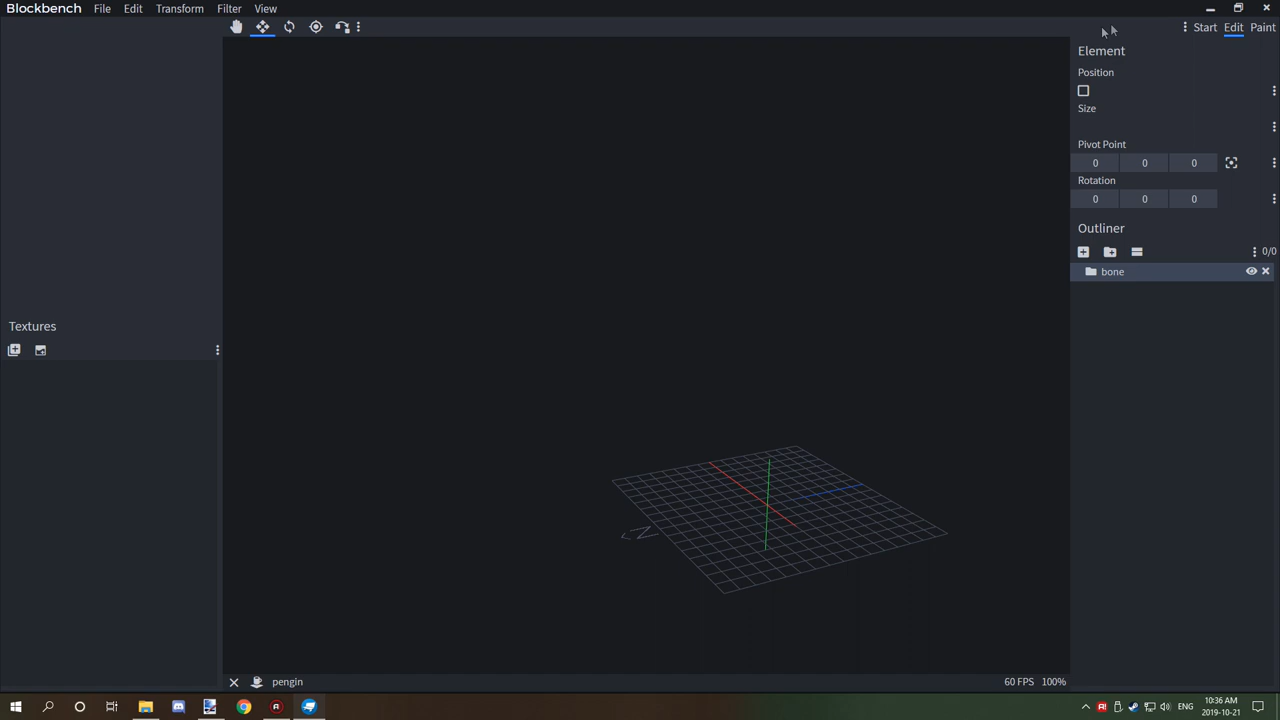 Blockbench File Edit Transform Filter View
Start Edit Paint
Element
Position
Size
Pivot Point
0 0 0
Rotation
0 0 0
Outliner
0/0
bone
Textures
N
pengin
60 FPS 100%
ENG
10:36 AM
2019-10-21